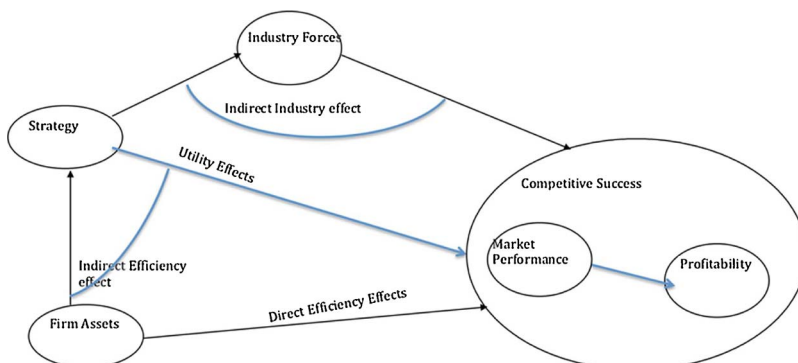 Industry Forces
Indirect Industry effect
Strategy
Utility Effects
Competitive Success
Market
Performance
Profitability
Indirect Efficiency
effect
Direct Efficiency Effects
Firm Assets